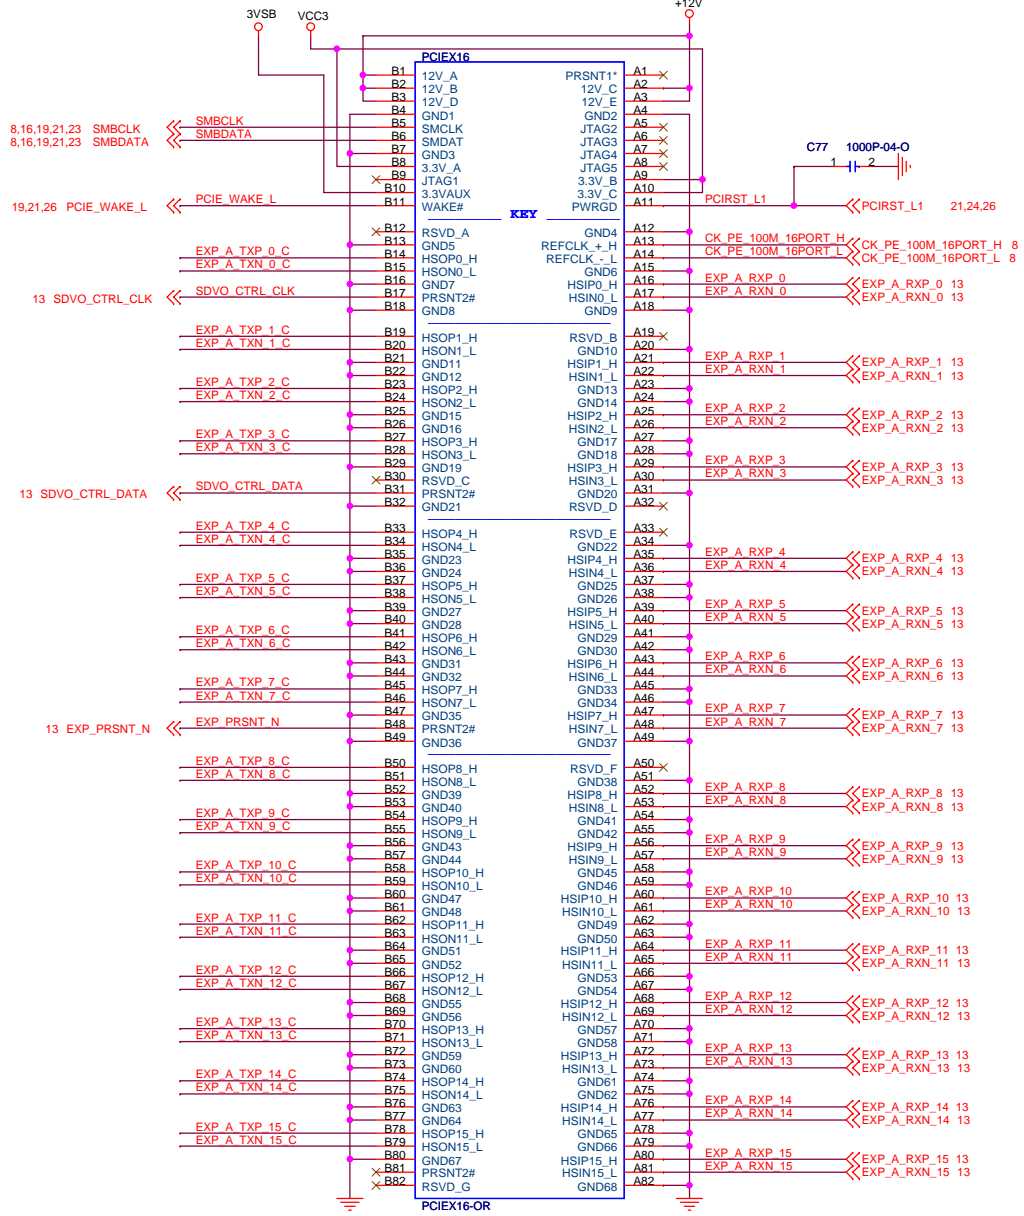 +12V
3VSB VCC3
PCIEX16
B1 12V_A PRSNT1* A1
B2 12V_B 12V_C A2
B3 12V_D 12V_E A3
B4 GND1 GND2 A4
8,16,19,21,23 SMBCLK SMBCLK B5 SMCLK JTAG2 A5
8,16,19,21,23 SMBDATA SMBDATA B6 SMDAT JTAG3 A6
B7 GND3 JTAG4 A7
C77 1000P-04-O
1 2
B8 3.3V_A JTAG5 A8
B9 JTAG1 3.3V_B A9
B10 3.3VAUX 3.3V_C A10
19,21,26 PCIE_WAKE_L PCIE_WAKE_L B11 WAKE# PWRGD A11 PCIRST_L1 PCIRST_L1 21,24,26
KEY
B12 RSVD_A GND4 A12
B13 GND5 REFCLK_+_H A13 CK_PE_100M_16PORT_H CK_PE_100M_16PORT_H 8
EXP_A_TXP_0_C B14 HSOP0_H REFCLK_-_L A14 CK_PE_100M_16PORT_L CK_PE_100M_16PORT_L 8
EXP_A_TXN_0_C B15 HSON0_L GND6 A15
B16 GND7 HSIP0_H A16 EXP_A_RXP_0 EXP_A_RXP_0 13
13 SDVO_CTRL_CLK SDVO_CTRL_CLK B17 PRSNT2# HSIN0_L A17 EXP_A_RXN_0 EXP_A_RXN_0 13
B18 GND8 GND9 A18
EXP_A_TXP_1_C B19 HSOP1_H RSVD_B A19
EXP_A_TXN_1_C B20 HSON1_L GND10 A20
B21 GND11 HSIP1_H A21 EXP_A_RXP_1 EXP_A_RXP_1 13
B22 GND12 HSIN1_L A22 EXP_A_RXN_1 EXP_A_RXN_1 13
EXP_A_TXP_2_C B23 HSOP2_H GND13 A23
EXP_A_TXN_2_C B24 HSON2_L GND14 A24
B25 GND15 HSIP2_H A25 EXP_A_RXP_2 EXP_A_RXP_2 13
B26 GND16 HSIN2_L A26 EXP_A_RXN_2 EXP_A_RXN_2 13
EXP_A_TXP_3_C B27 HSOP3_H GND17 A27
EXP_A_TXN_3_C B28 HSON3_L GND18 A28
B29 GND19 HSIP3_H A29 EXP_A_RXP_3 EXP_A_RXP_3 13
B30 RSVD_C HSIN3_L A30 EXP_A_RXN_3 EXP_A_RXN_3 13
13 SDVO_CTRL_DATA SDVO_CTRL_DATA B31 PRSNT2# GND20 A31
B32 GND21 RSVD_D A32
EXP_A_TXP_4_C B33 HSOP4_H RSVD_E A33
EXP_A_TXN_4_C B34 HSON4_L GND22 A34
B35 GND23 HSIP4_H A35 EXP_A_RXP_4 EXP_A_RXP_4 13
B36 GND24 HSIN4_L A36 EXP_A_RXN_4 EXP_A_RXN_4 13
EXP_A_TXP_5_C B37 HSOP5_H GND25 A37
EXP_A_TXN_5_C B38 HSON5_L GND26 A38
B39 GND27 HSIP5_H A39 EXP_A_RXP_5 EXP_A_RXP_5 13
B40 GND28 HSIN5_L A40 EXP_A_RXN_5 EXP_A_RXN_5 13
EXP_A_TXP_6_C B41 HSOP6_H GND29 A41
EXP_A_TXN_6_C B42 HSON6_L GND30 A42
B43 GND31 HSIP6_H A43 EXP_A_RXP_6 EXP_A_RXP_6 13
B44 GND32 HSIN6_L A44 EXP_A_RXN_6 EXP_A_RXN_6 13
EXP_A_TXP_7_C B45 HSOP7_H GND33 A45
EXP_A_TXN_7_C B46 HSON7_L GND34 A46
B47 GND35 HSIP7_H A47 EXP_A_RXP_7 EXP_A_RXP_7 13
13 EXP_PRSNT_N EXP_PRSNT_N B48 PRSNT2# HSIN7_L A48 EXP_A_RXN_7 EXP_A_RXN_7 13
B49 GND36 GND37 A49
EXP_A_TXP_8_C B50 HSOP8_H RSVD_F A50
EXP_A_TXN_8_C B51 HSON8_L GND38 A51
B52 GND39 HSIP8_H A52 EXP_A_RXP_8 EXP_A_RXP_8 13
B53 GND40 HSIN8_L A53 EXP_A_RXN_8 EXP_A_RXN_8 13
EXP_A_TXP_9_C B54 HSOP9_H GND41 A54
EXP_A_TXN_9_C B55 HSON9_L GND42 A55
B56 GND43 HSIP9_H A56 EXP_A_RXP_9 EXP_A_RXP_9 13
B57 GND44 HSIN9_L A57 EXP_A_RXN_9 EXP_A_RXN_9 13
EXP_A_TXP_10_C B58 HSOP10_H GND45 A58
EXP_A_TXN_10_C B59 HSON10_L GND46 A59
B60 GND47 HSIP10_H A60 EXP_A_RXP_10 EXP_A_RXP_10 13
B61 GND48 HSIN10_L A61 EXP_A_RXN_10 EXP_A_RXN_10 13
EXP_A_TXP_11_C B62 HSOP11_H GND49 A62
EXP_A_TXN_11_C B63 HSON11_L GND50 A63
B64 GND51 HSIP11_H A64 EXP_A_RXP_11 EXP_A_RXP_11 13
B65 GND52 HSIN11_L A65 EXP_A_RXN_11 EXP_A_RXN_11 13
EXP_A_TXP_12_C B66 HSOP12_H GND53 A66
EXP_A_TXN_12_C B67 HSON12_L GND54 A67
B68 GND55 HSIP12_H A68 EXP_A_RXP_12 EXP_A_RXP_12 13
B69 GND56 HSIN12_L A69 EXP_A_RXN_12 EXP_A_RXN_12 13
EXP_A_TXP_13_C B70 HSOP13_H GND57 A70
EXP_A_TXN_13_C B71 HSON13_L GND58 A71
B72 GND59 HSIP13_H A72 EXP_A_RXP_13 EXP_A_RXP_13 13
B73 GND60 HSIN13_L A73 EXP_A_RXN_13 EXP_A_RXN_13 13
EXP_A_TXP_14_C B74 HSOP14_H GND61 A74
EXP_A_TXN_14_C B75 HSON14_L GND62 A75
B76 GND63 HSIP14_H A76 EXP_A_RXP_14 EXP_A_RXP_14 13
B77 GND64 HSIN14_L A77 EXP_A_RXN_14 EXP_A_RXN_14 13
EXP_A_TXP_15_C B78 HSOP15_H GND65 A78
EXP_A_TXN_15_C B79 HSON15_L GND66 A79
B80 GND67 HSIP15_H A80 EXP_A_RXP_15 EXP_A_RXP_15 13
B81 PRSNT2# HSIN15_L A81 EXP_A_RXN_15 EXP_A_RXN_15 13
B82 RSVD_G GND68 A82
PCIEX16-OR